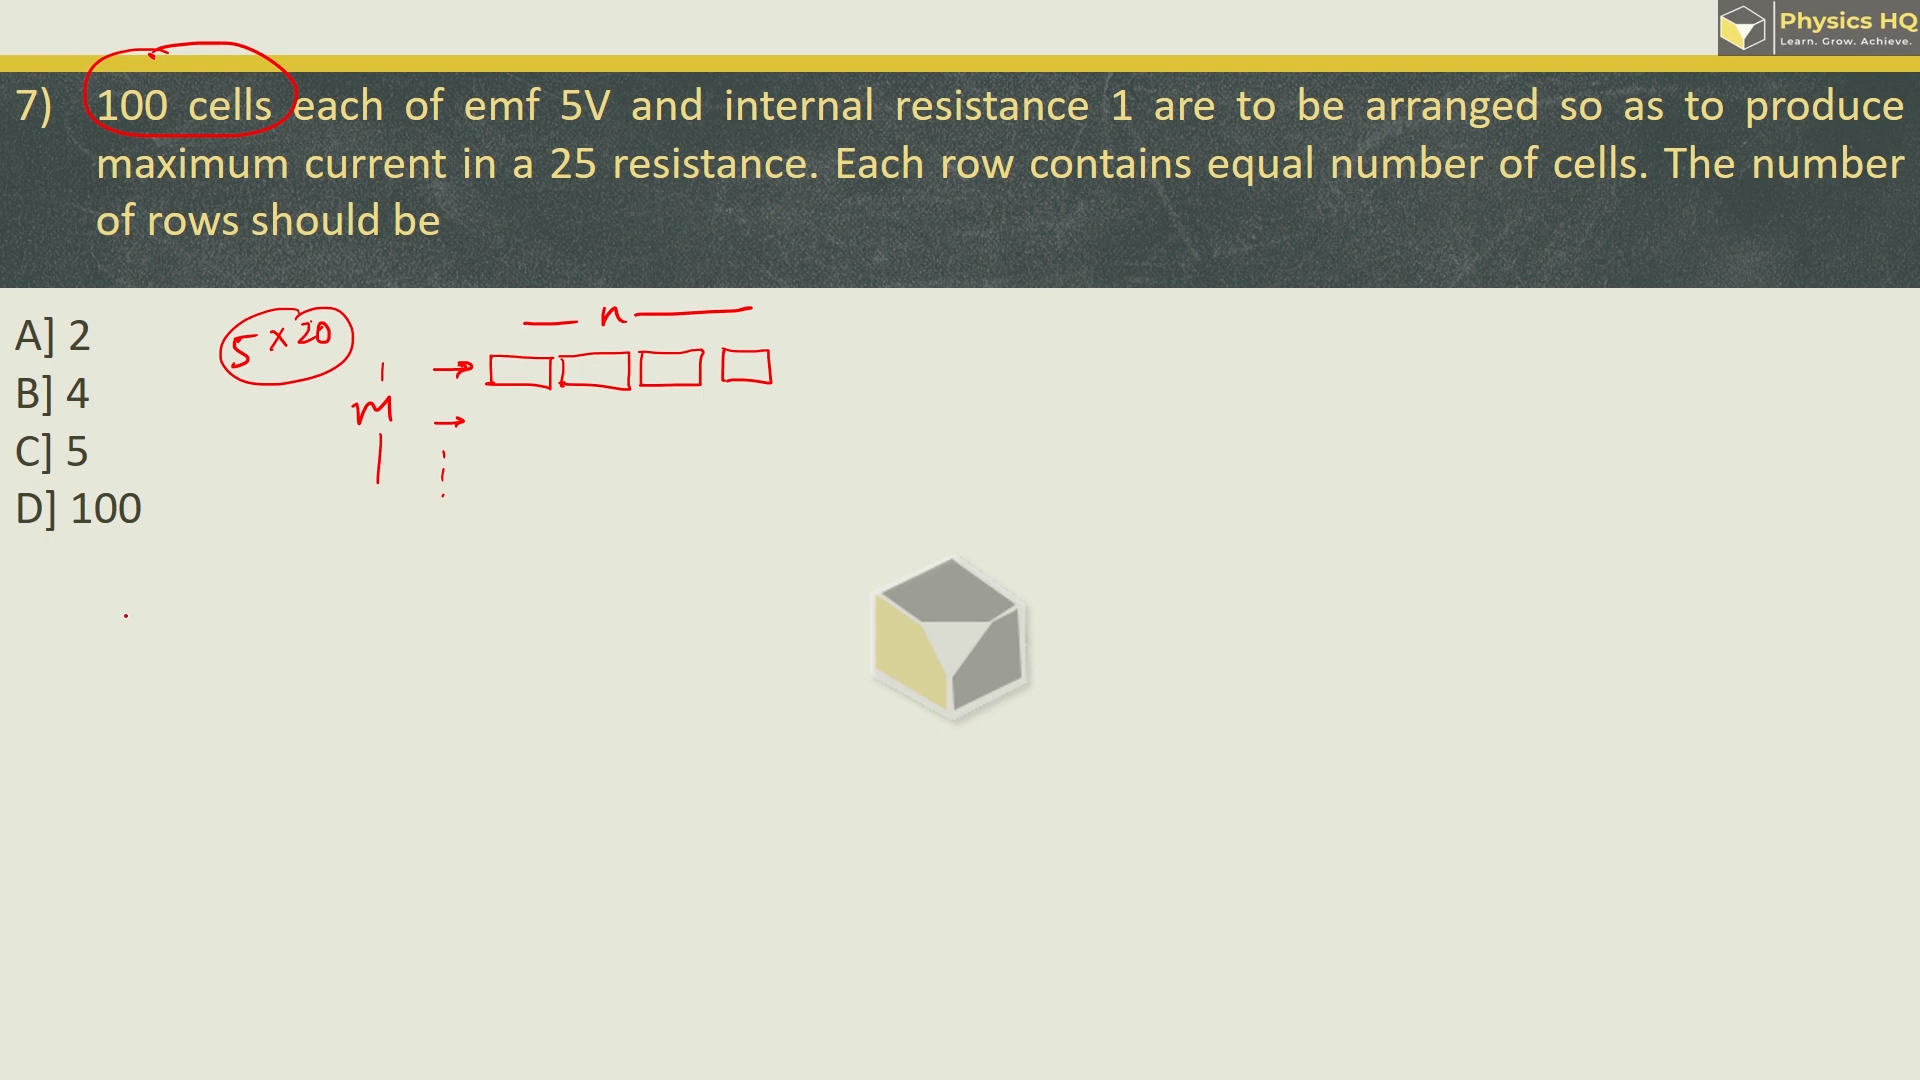 Physics HQ
Learn. Grow. Achieve.
7) 100 cells each of emf 5V and internal resistance 1 are to be arranged so as to produce
maximum current in a 25 resistance. Each row contains equal number of cells. The number
of rows should be
A] 2
B] 4
C] 5
D] 100
5 x 20
n
m